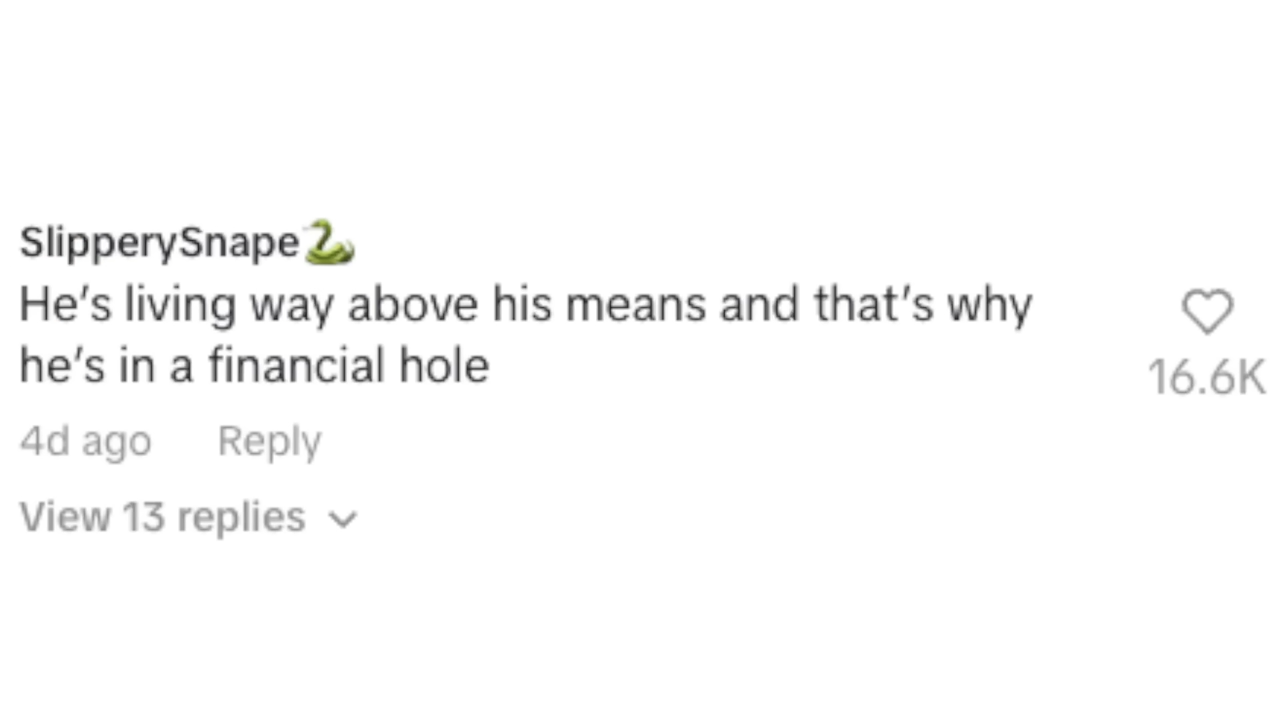 SlipperySnape🐍
He's living way above his means and that's why
he's in a financial hole
16.6K
4d ago Reply
View 13 replies